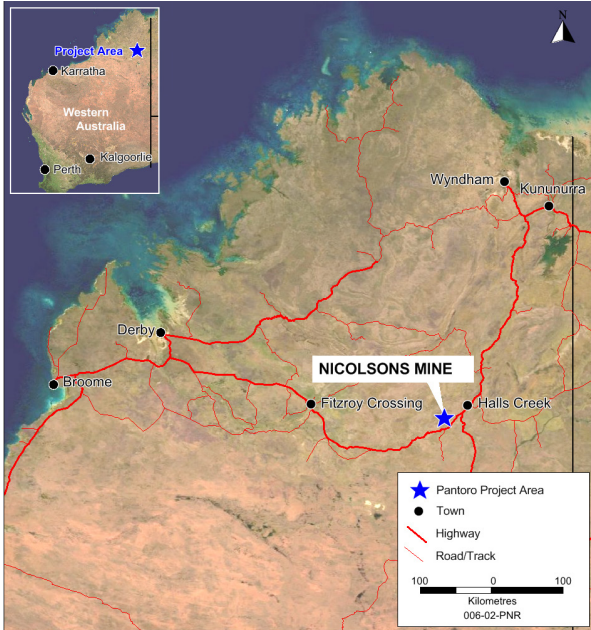 N
Project Area
Karratha
Western
Australia
Kalgoorlie
Perth
Wyndham
Kununurra
Derby
NICOLSONS MINE
Broome
Fitzroy Crossing
Halls Creek
Pantoro Project Area
Town
Highway
Road/Track
100 0 100
Kilometres
006-02-PNR